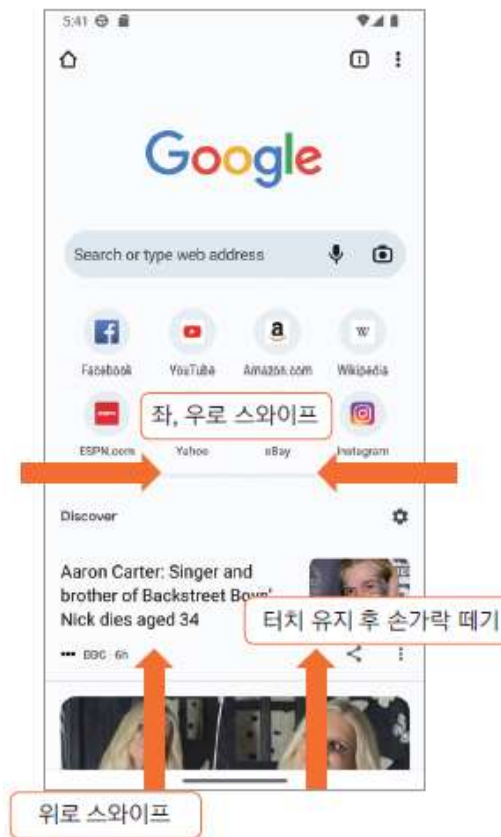 5:41
Google
Search or type web address
Facebook YouTube Amazon.com Wikipedia
좌, 우로 스와이프
ESPN.com Yahoo eBay Instagram
Discover
Aaron Carter: Singer and
brother of Backstreet Boys'
Nick dies aged 34
터치 유지 후 손가락 떼기
BBC · 6h
위로 스와이프